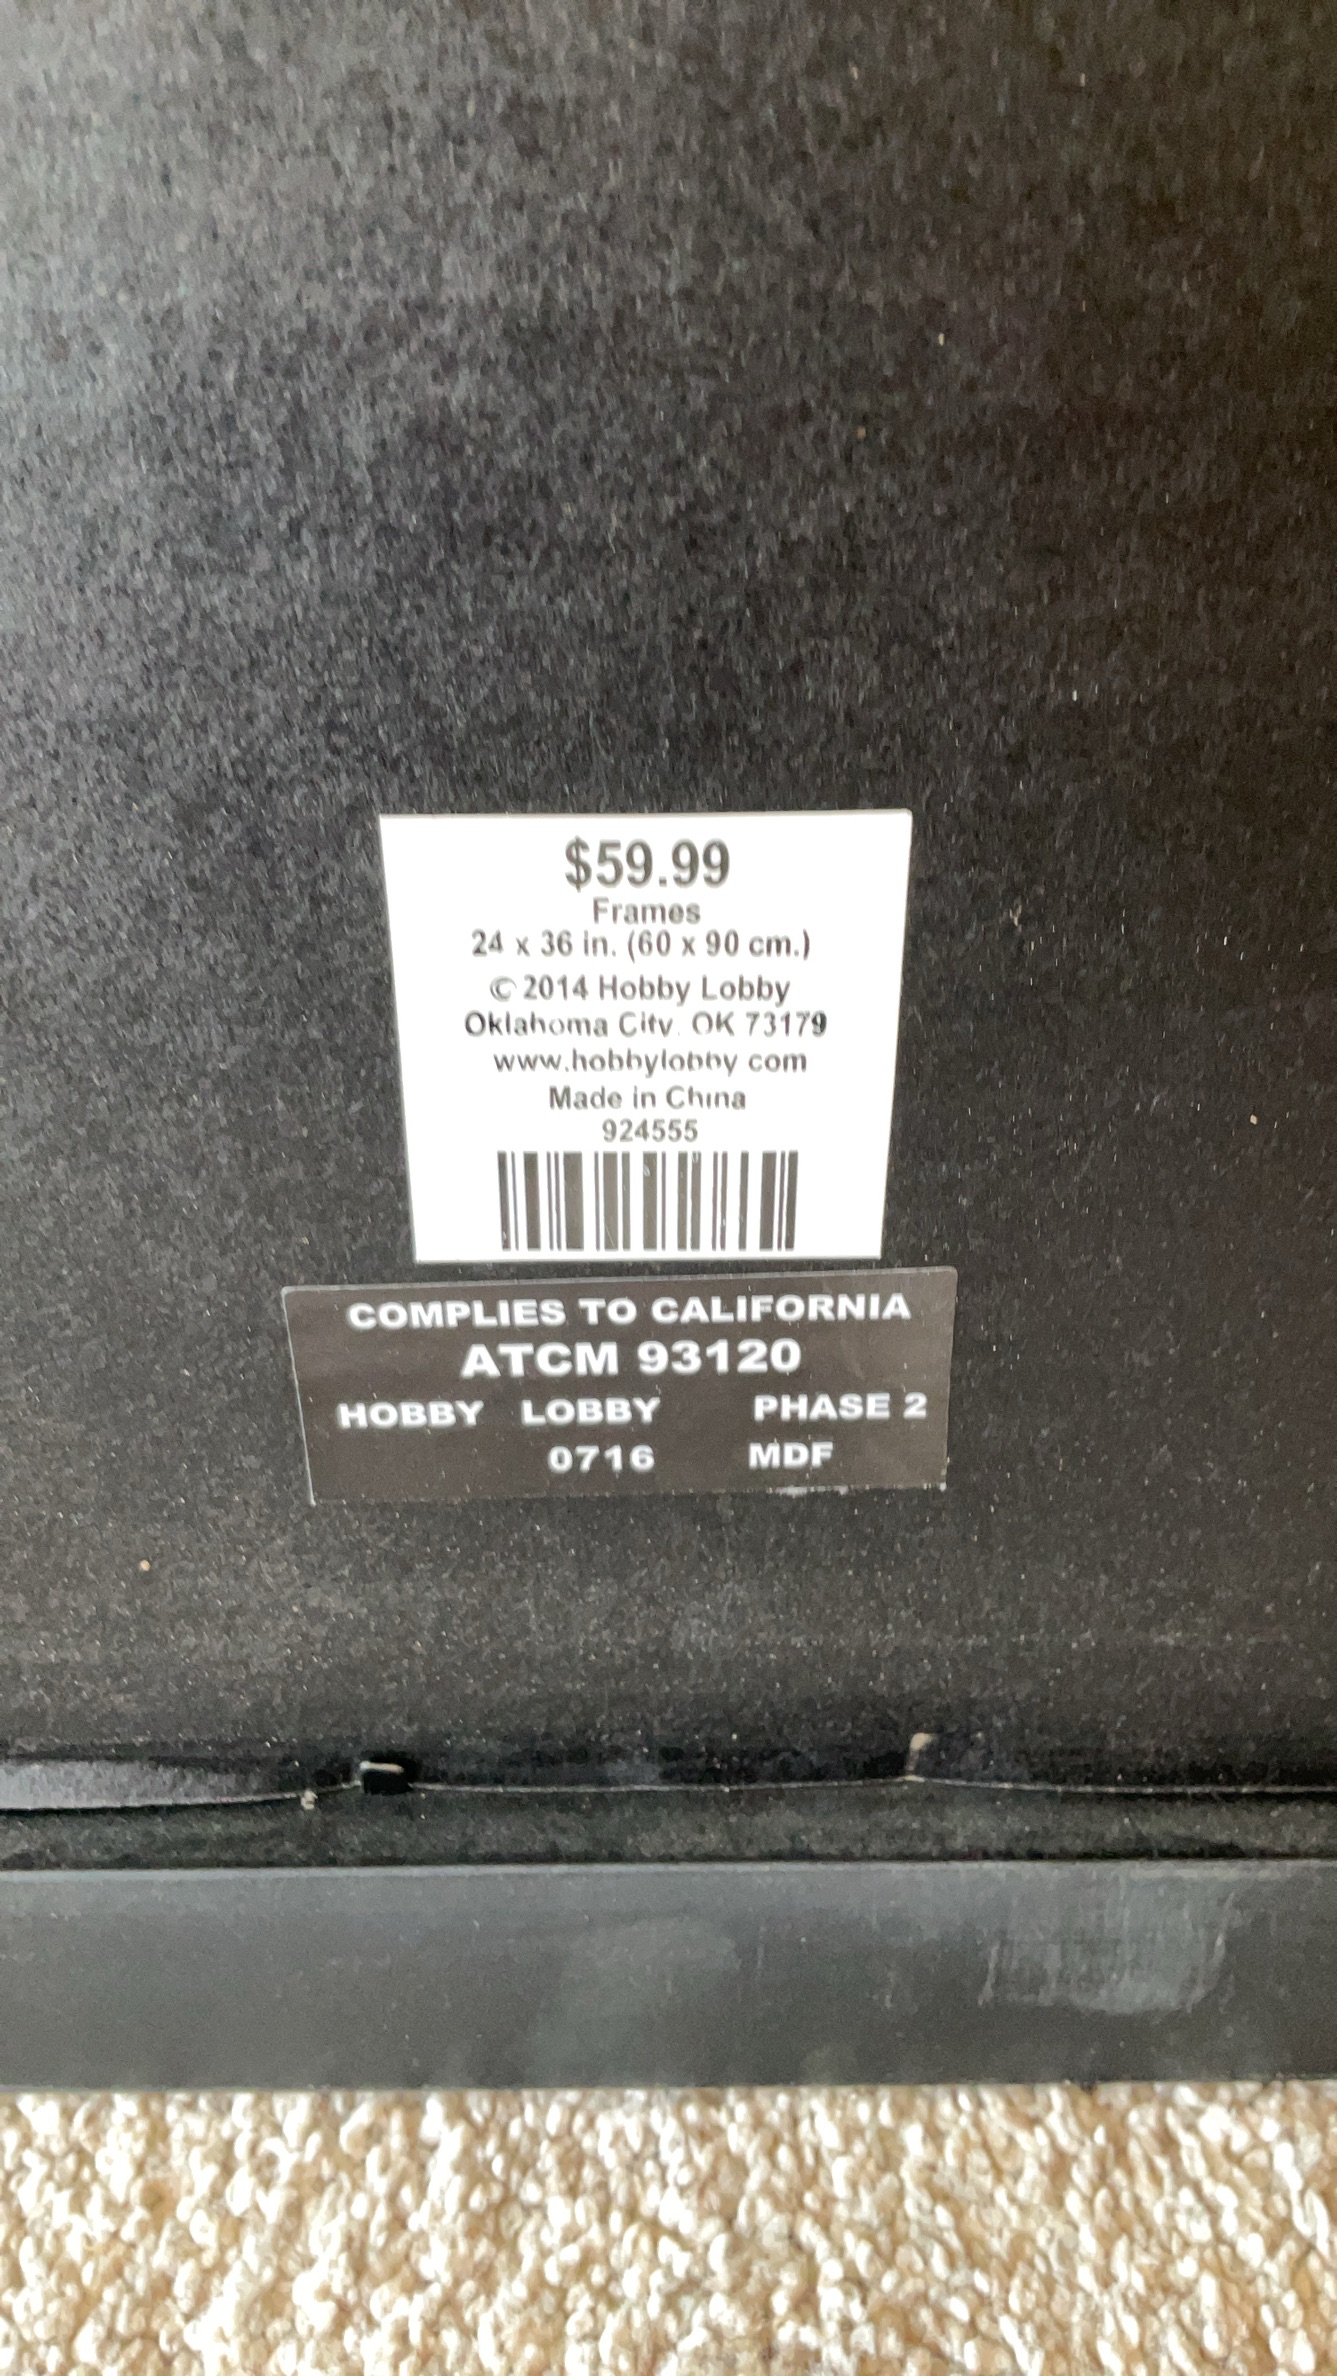 $59.99
Frames
24 x 36 in. (60 x 90 cm.)
© 2014 Hobby Lobby
Oklahoma City, OK 73179
www.hobbylobby.com
Made in China
924555
COMPLIES TO CALIFORNIA
ATCM 93120
HOBBY LOBBY PHASE 2
0716 MDF